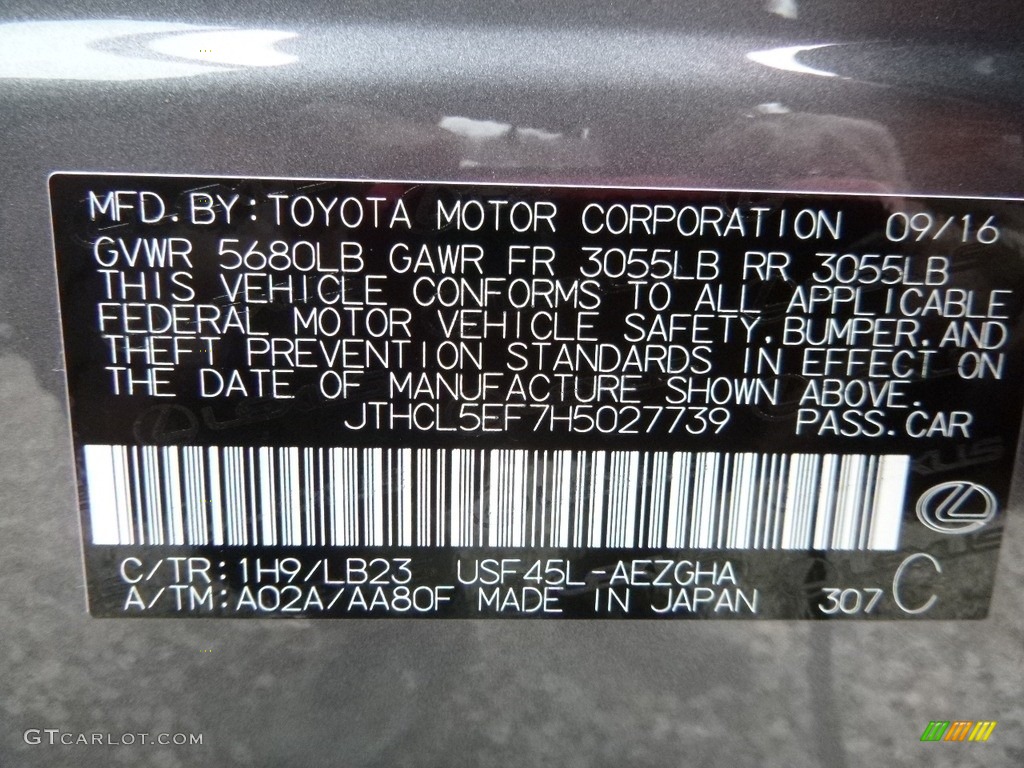 MFD.BY:TOYOTA MOTOR CORPORATION 09/16
GVWR 5680LB GAWR FR 3055LB RR 3055LB
THIS VEHICLE CONFORMS TO ALL APPLICABLE
FEDERAL MOTOR VEHICLE SAFETY,BUMPER,AND
THEFT PREVENTION STANDARDS IN EFFECT ON
THE DATE OF MANUFACTURE SHOWN ABOVE.
JTHCL5EF7H5027739 PASS.CAR
C/TR:1H9/LB23 USF45L-AEZGHA
A/TM:A02A/AA80F MADE IN JAPAN 307 C
GTCARLOT.COM